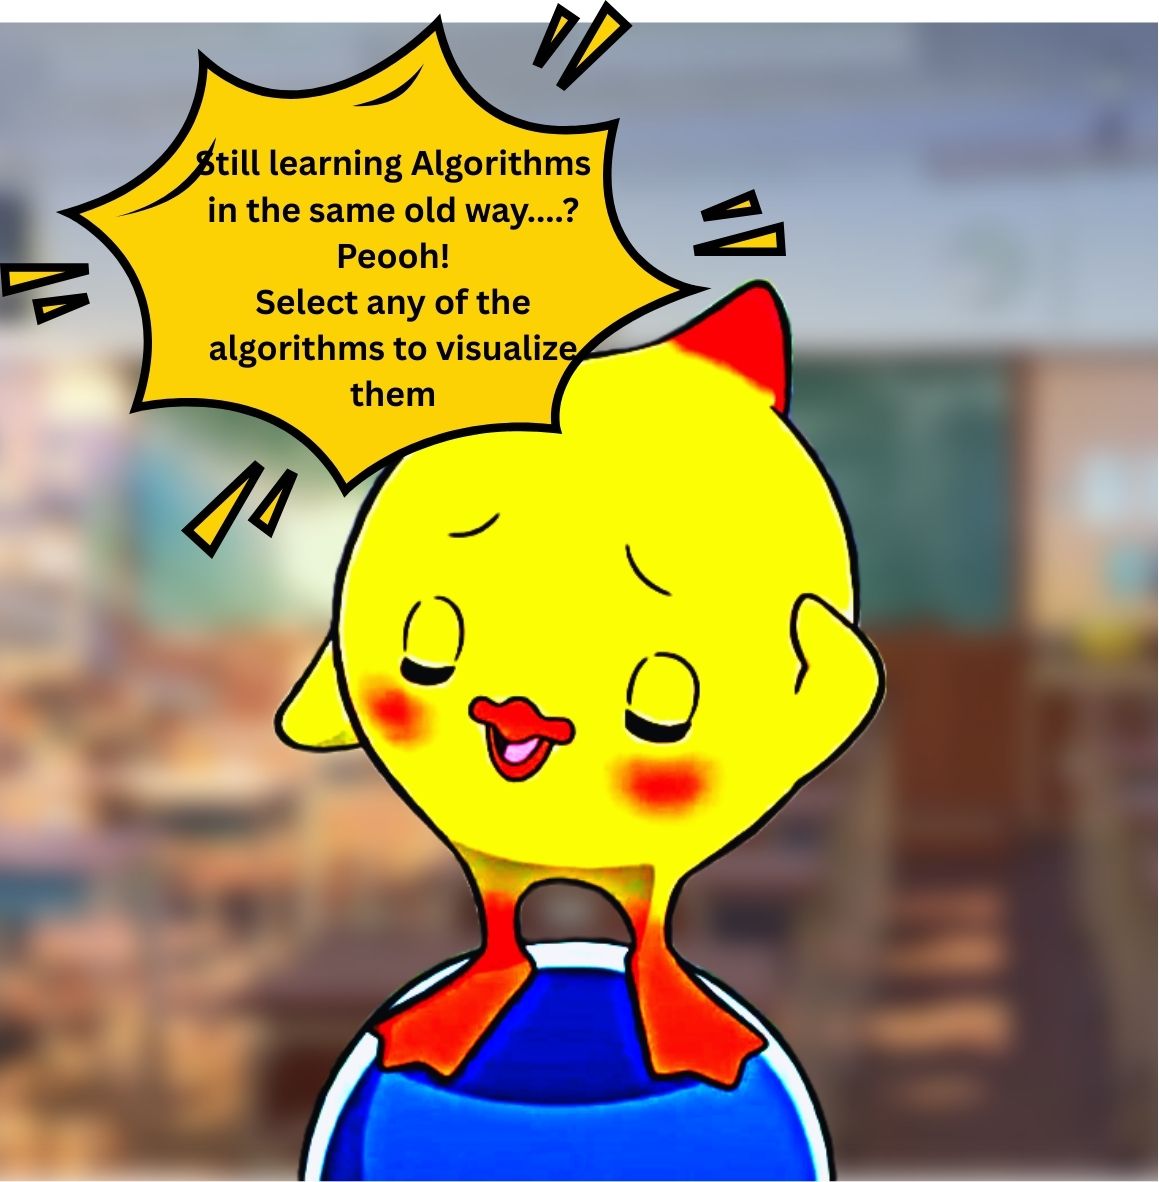 Still learning Algorithms
in the same old way....?
Peooh!
Select any of the
algorithms to visualize
them